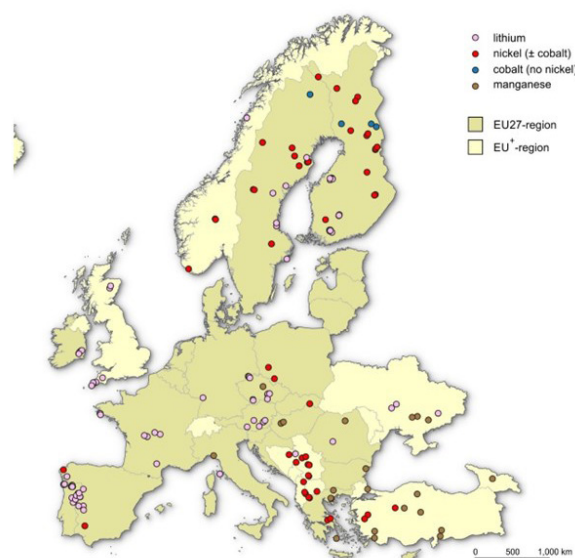 lithium
nickel (± cobalt)
cobalt (no nickel)
manganese
EU27-region
EU+-region
0 500 1,000 km